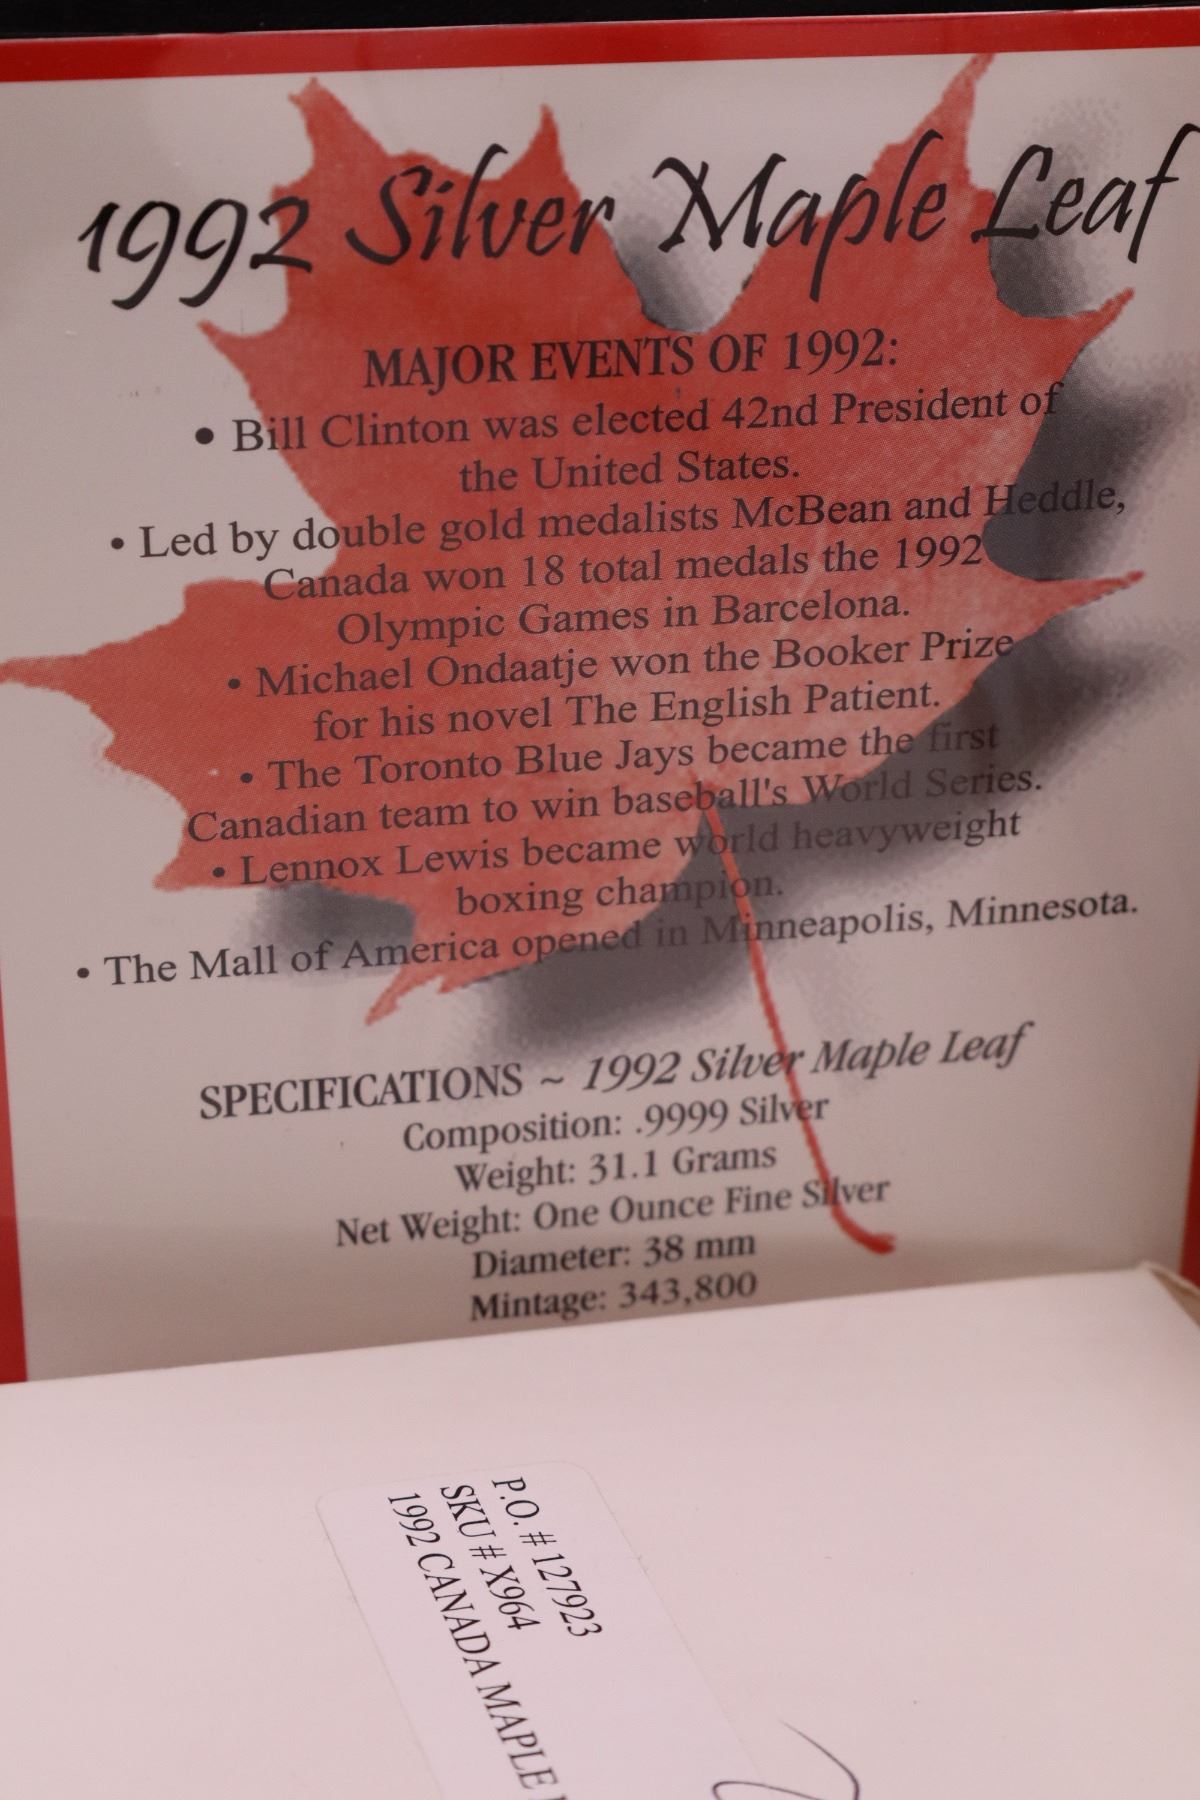 1992 Silver Maple Leaf
MAJOR EVENTS OF 1992:
• Bill Clinton was elected 42nd President of
the United States.
• Led by double gold medalists McBean and Heddle,
Canada won 18 total medals the 1992
Olympic Games in Barcelona.
• Michael Ondaatje won the Booker Prize
for his novel The English Patient.
• The Toronto Blue Jays became the first
Canadian team to win baseball's World Series.
• Lennox Lewis became world heavyweight
boxing champion.
• The Mall of America opened in Minneapolis, Minnesota.
SPECIFICATIONS ~ 1992 Silver Maple Leaf
Composition: .9999 Silver
Weight: 31.1 Grams
Net Weight: One Ounce Fine Silver
Diameter: 38 mm
Mintage: 343,800
P.O. # 127923
SKU # X964
1992 CANADA MAPLE